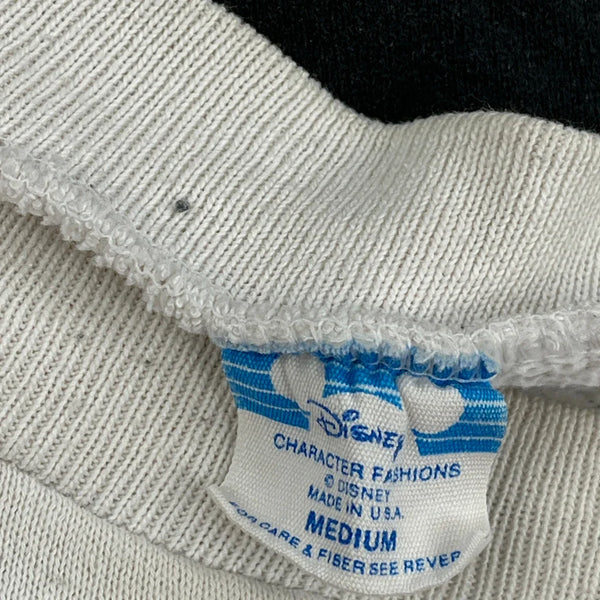 Disney
CHARACTER FASHIONS
© DISNEY
MADE IN U.S.A.
MEDIUM
FOR CARE & FIBER SEE REVER